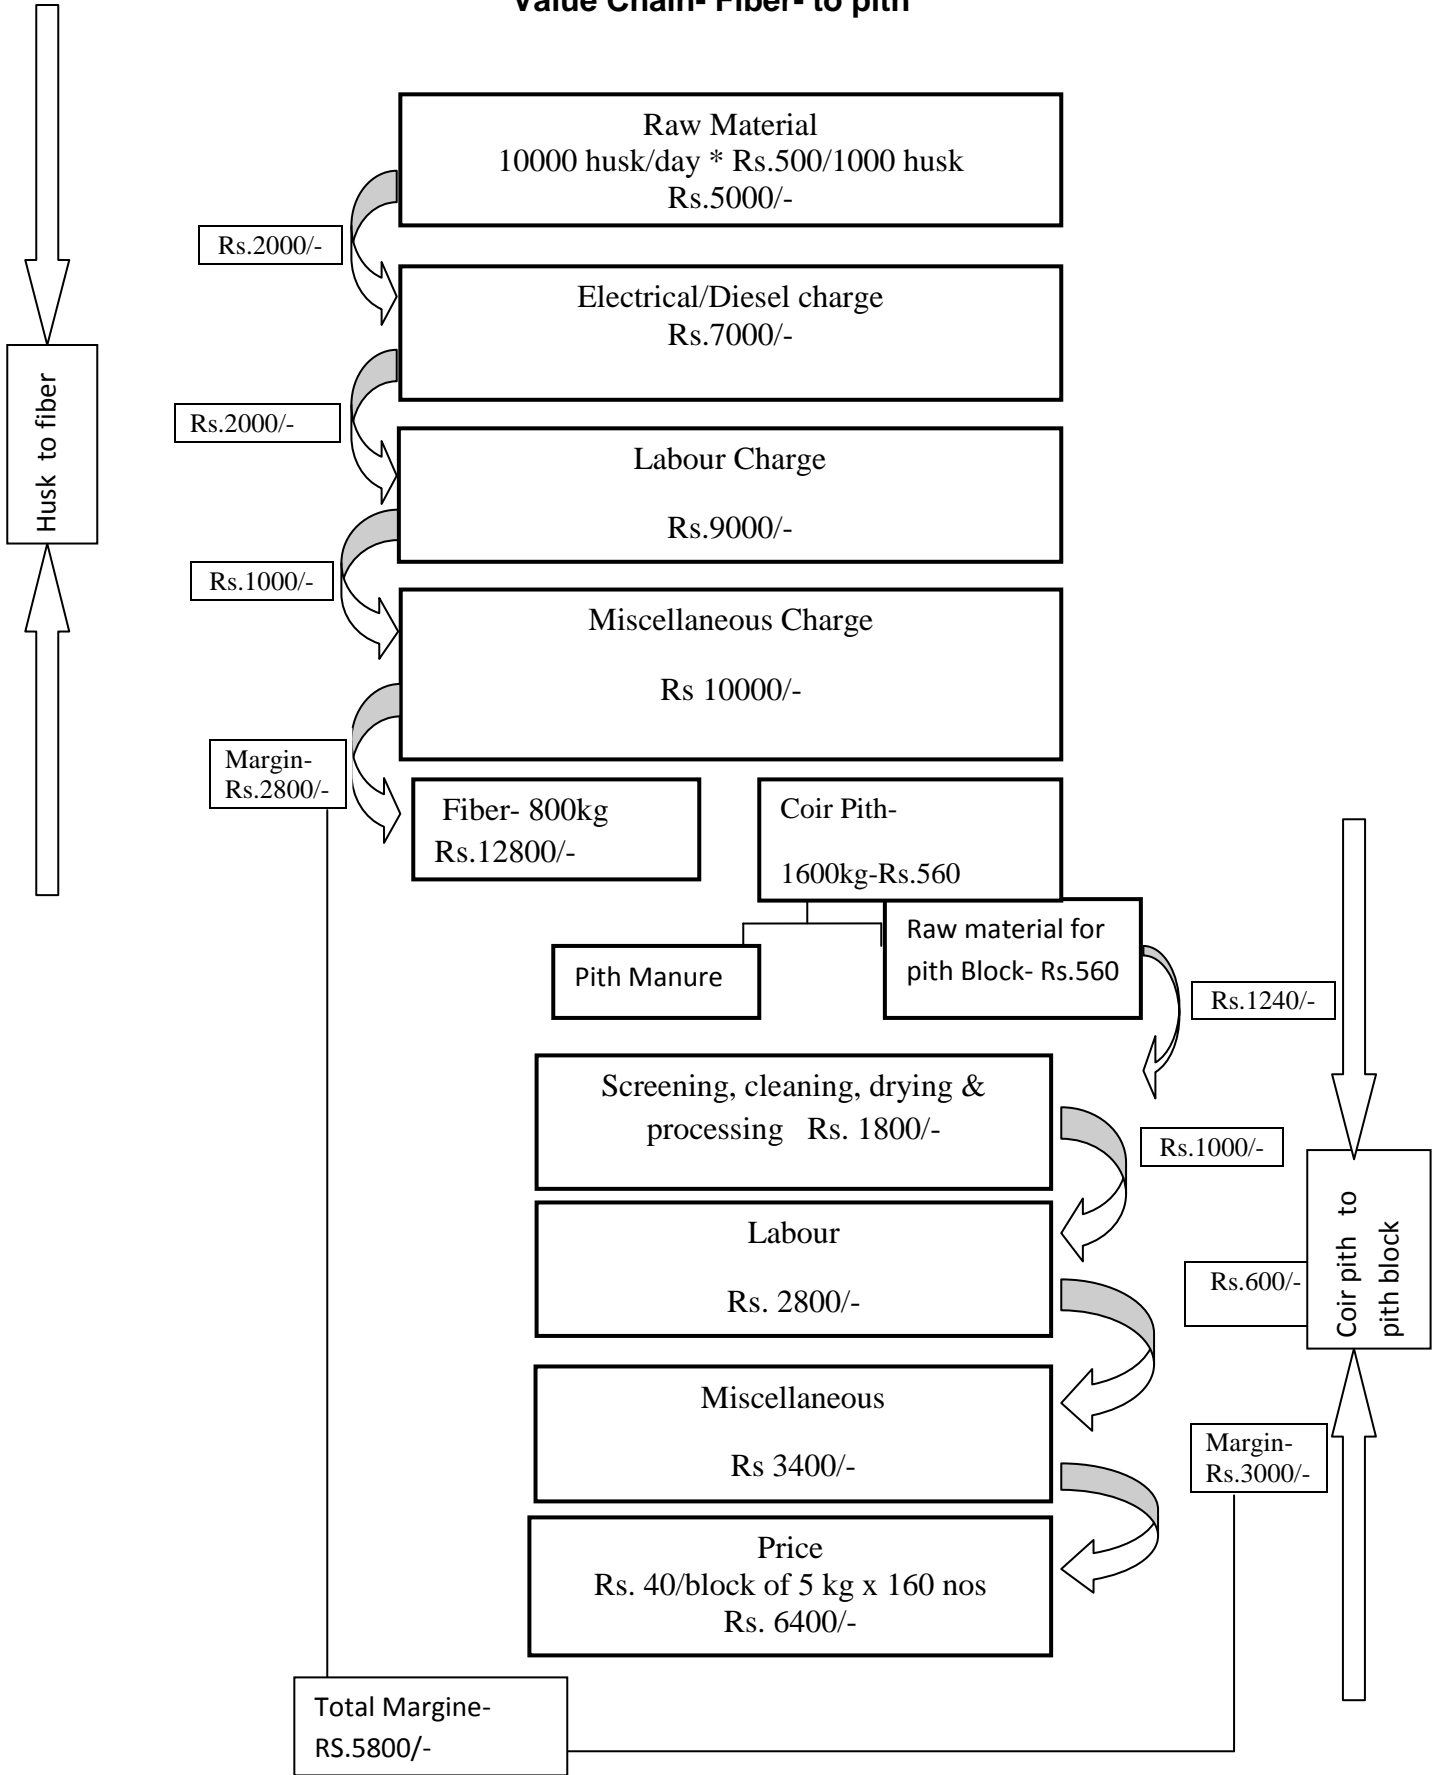 Value Chain- Fiber- to pith
Raw Material
10000 husk/day * Rs.500/1000 husk
Rs.5000/-
Rs.2000/-
Electrical/Diesel charge
Rs.7000/-
Husk to fiber
Rs.2000/-
Labour Charge
Rs.9000/-
Rs.1000/-
Miscellaneous Charge
Rs 10000/-
Margin-
Rs.2800/-
Fiber- 800kg
Rs.12800/-
Coir Pith-
1600kg-Rs.560
Pith Manure
Raw material for
pith Block- Rs.560
Rs.1240/-
Screening, cleaning, drying &
processing Rs. 1800/-
Rs.1000/-
Labour
Rs. 2800/-
Rs.600/-
Coir pith to
pith block
Miscellaneous
Rs 3400/-
Margin-
Rs.3000/-
Price
Rs. 40/block of 5 kg x 160 nos
Rs. 6400/-
Total Margine-
RS.5800/-